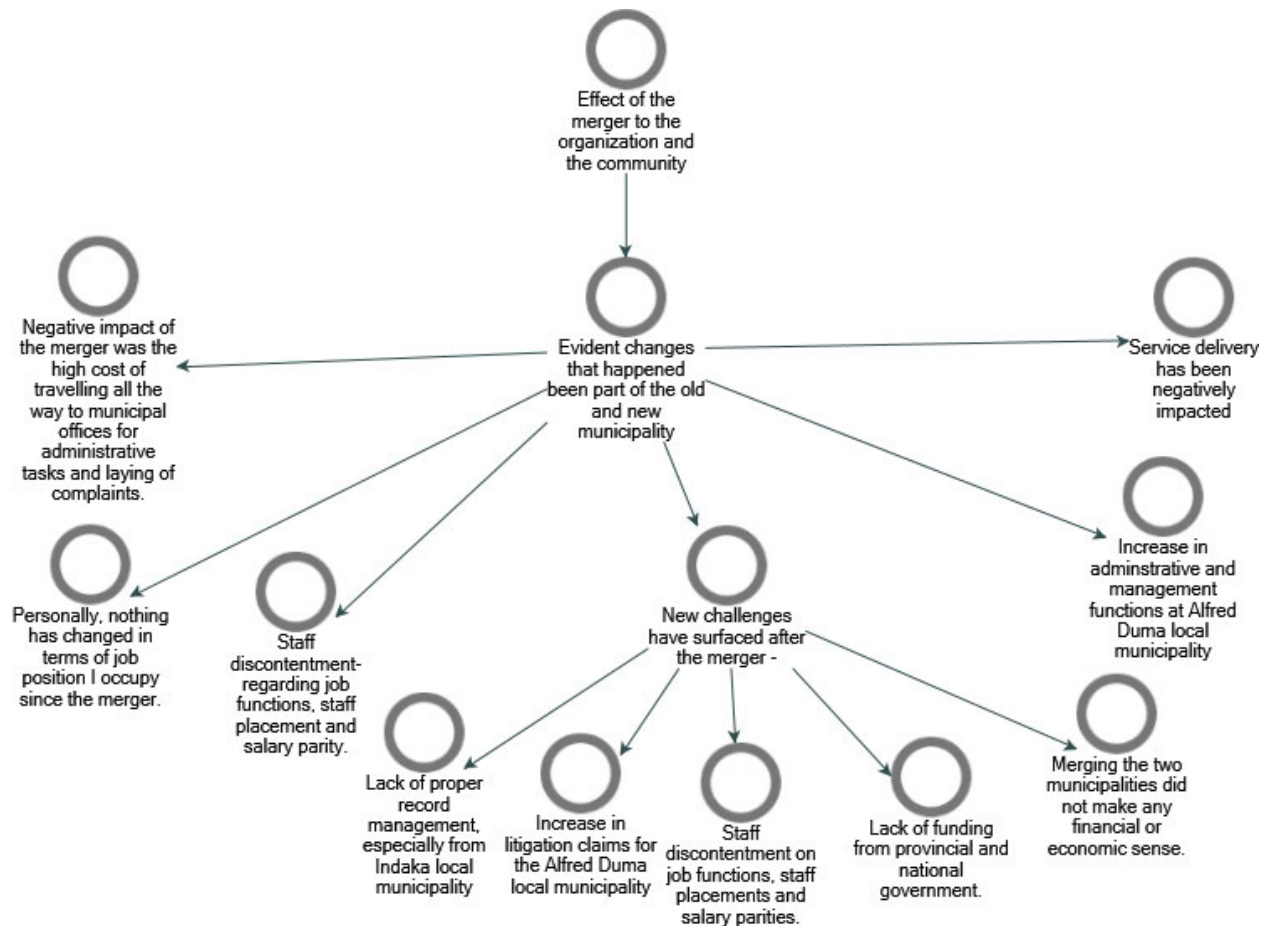 Effect of the
merger to the
organization and
the community
Negative impact of
the merger was the
high cost of
travelling all the
way to municipal
offices for
administrative
tasks and laying of
complaints.
Evident changes
that happened
been part of the old
and new
municipality
Service delivery
has been
negatively
impacted
Personally, nothing
has changed in
terms of job
position I occupy
since the merger.
Staff
discontentment-
regarding job
functions, staff
placement and
salary parity.
New challenges
have surfaced after
the merger -
Increase in
adminstrative and
management
functions at Alfred
Duma local
municipality
Lack of proper
record
management,
especially from
Indaka local
municipality
Increase in
litigation claims for
the Alfred Duma
local municipality
Staff
discontentment on
job functions, staff
placements and
salary parities.
Lack of funding
from provincial and
national
government.
Merging the two
municipalities did
not make any
financial or
economic sense.